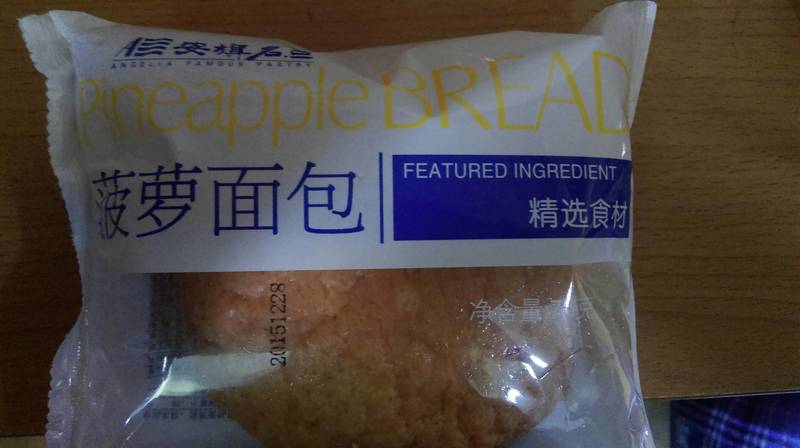 安旗名点
ANGELIA FAMOUS PASTRY
Pineapple BREAD
菠萝面包
FEATURED INGREDIENT
精选食材
净含量
20151228